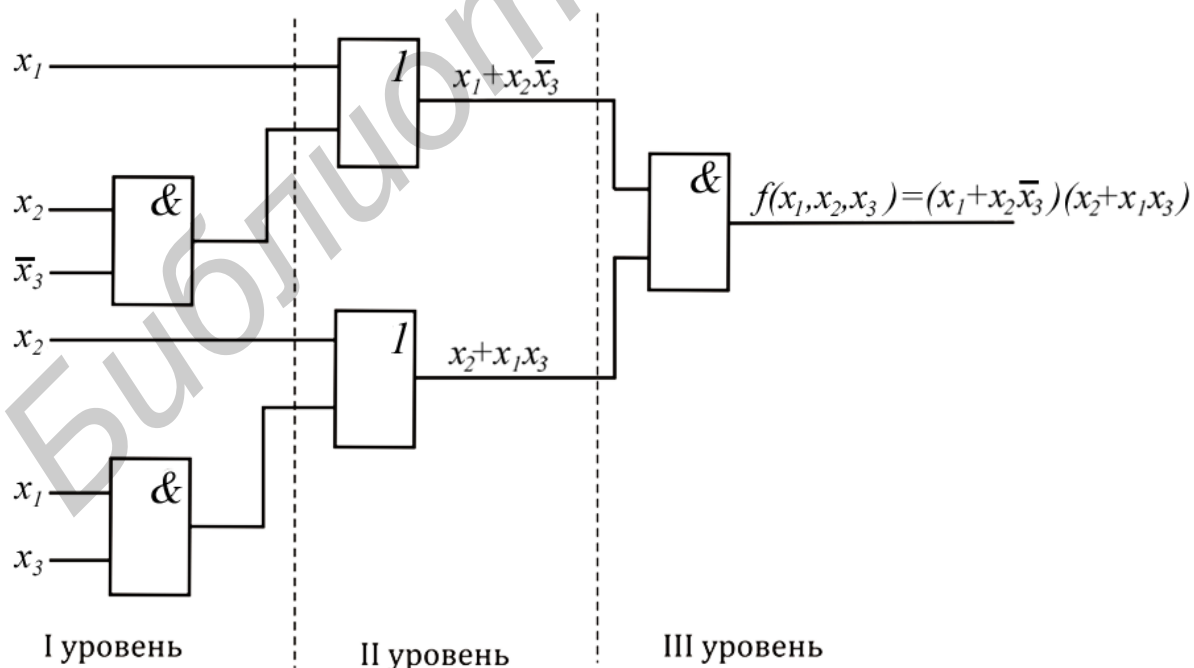 x₁
1
x₁+x₂x̄₃
x₂
&
&
f(x₁,x₂,x₃)=(x₁+x₂x̄₃)(x₂+x₁x₃)
x̄₃
x₂
1
x₂+x₁x₃
x₁
&
x₃
I уровень
II уровень
III уровень
Библиот